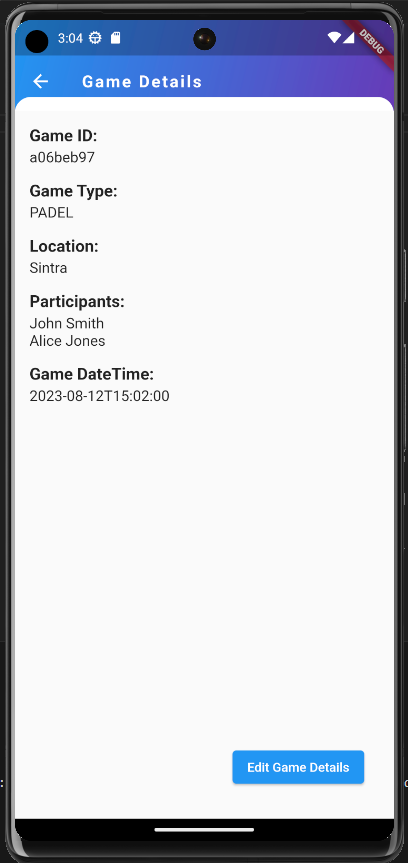 3:04
DEBUG
Game Details
Game ID:
a06beb97
Game Type:
PADEL
Location:
Sintra
Participants:
John Smith
Alice Jones
Game DateTime:
2023-08-12T15:02:00
Edit Game Details